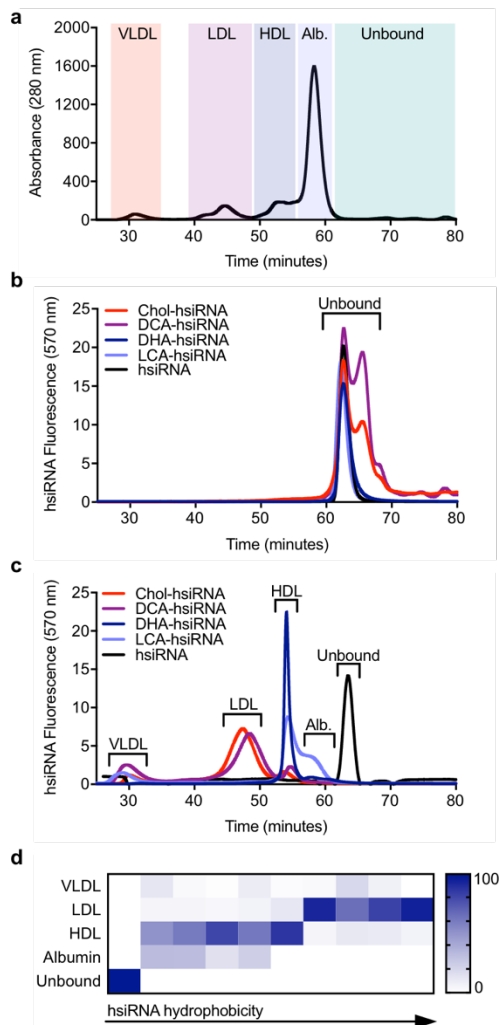 a
VLDL LDL HDL Alb. Unbound
2000
1600
1200
800
400
0
Absorbance (280 nm)
30 40 50 60 70 80
Time (minutes)
b
25
20
15
10
5
0
hsiRNA Fluorescence (570 nm)
Chol-hsiRNA
DCA-hsiRNA
DHA-hsiRNA
LCA-hsiRNA
hsiRNA
Unbound
30 40 50 60 70 80
Time (minutes)
c
25
20
15
10
5
0
hsiRNA Fluorescence (570 nm)
Chol-hsiRNA
DCA-hsiRNA
DHA-hsiRNA
LCA-hsiRNA
hsiRNA
HDL
Unbound
LDL
Alb.
VLDL
30 40 50 60 70 80
Time (minutes)
d
VLDL
LDL
HDL
Albumin
Unbound
100
0
hsiRNA hydrophobicity